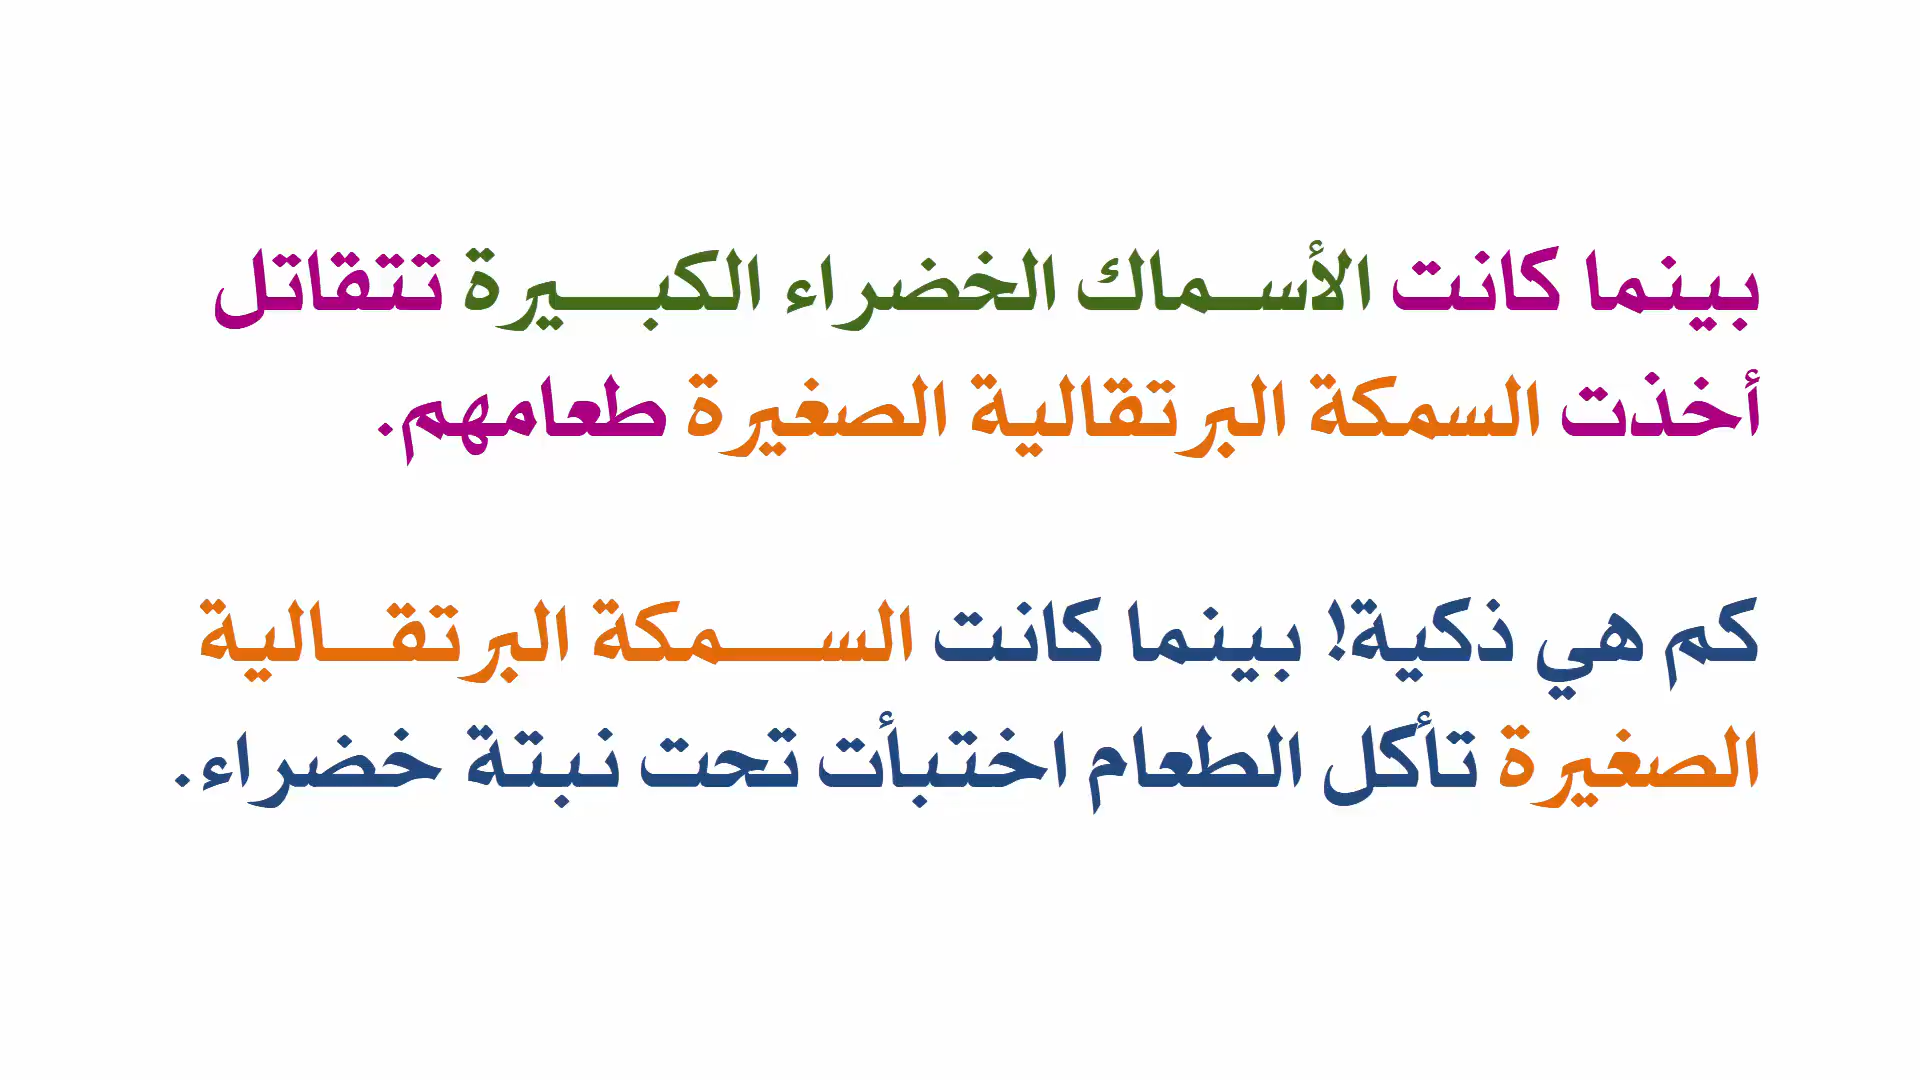 بينما كانت الأسماك الخضراء الكبيرة تتقاتل
أخذت السمكة البرتقالية الصغيرة طعامهم.
كم هي ذكية! بينما كانت السمكة البرتقالية
الصغيرة تأكل الطعام اختبأت تحت نبتة خضراء.